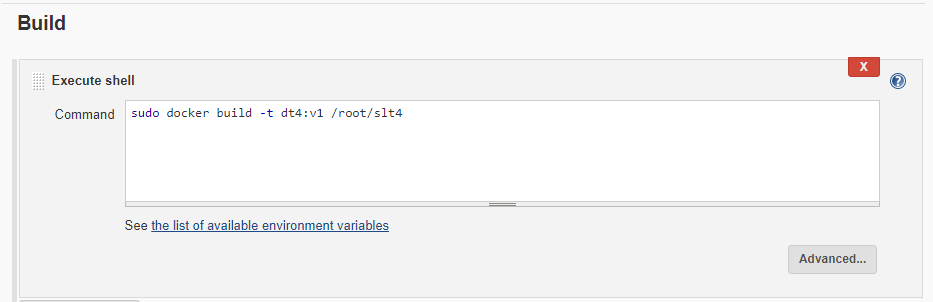 Build
X
Execute shell
?
Command
sudo docker build -t dt4:v1 /root/slt4
See the list of available environment variables
Advanced...